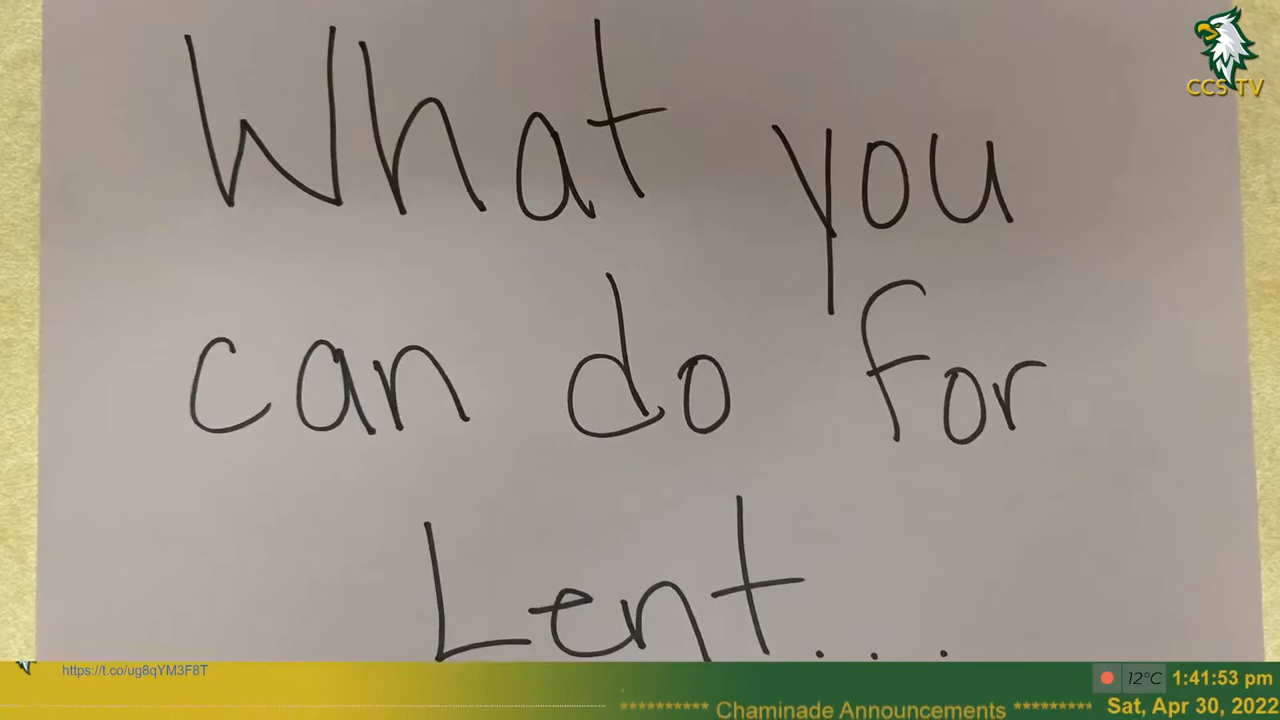 CCS TV
What you
can do for
Lent...
https://t.co/ug8qYM3F8T
12°C
1:41:53 pm
********** Chaminade Announcements **********
Sat, Apr 30, 2022